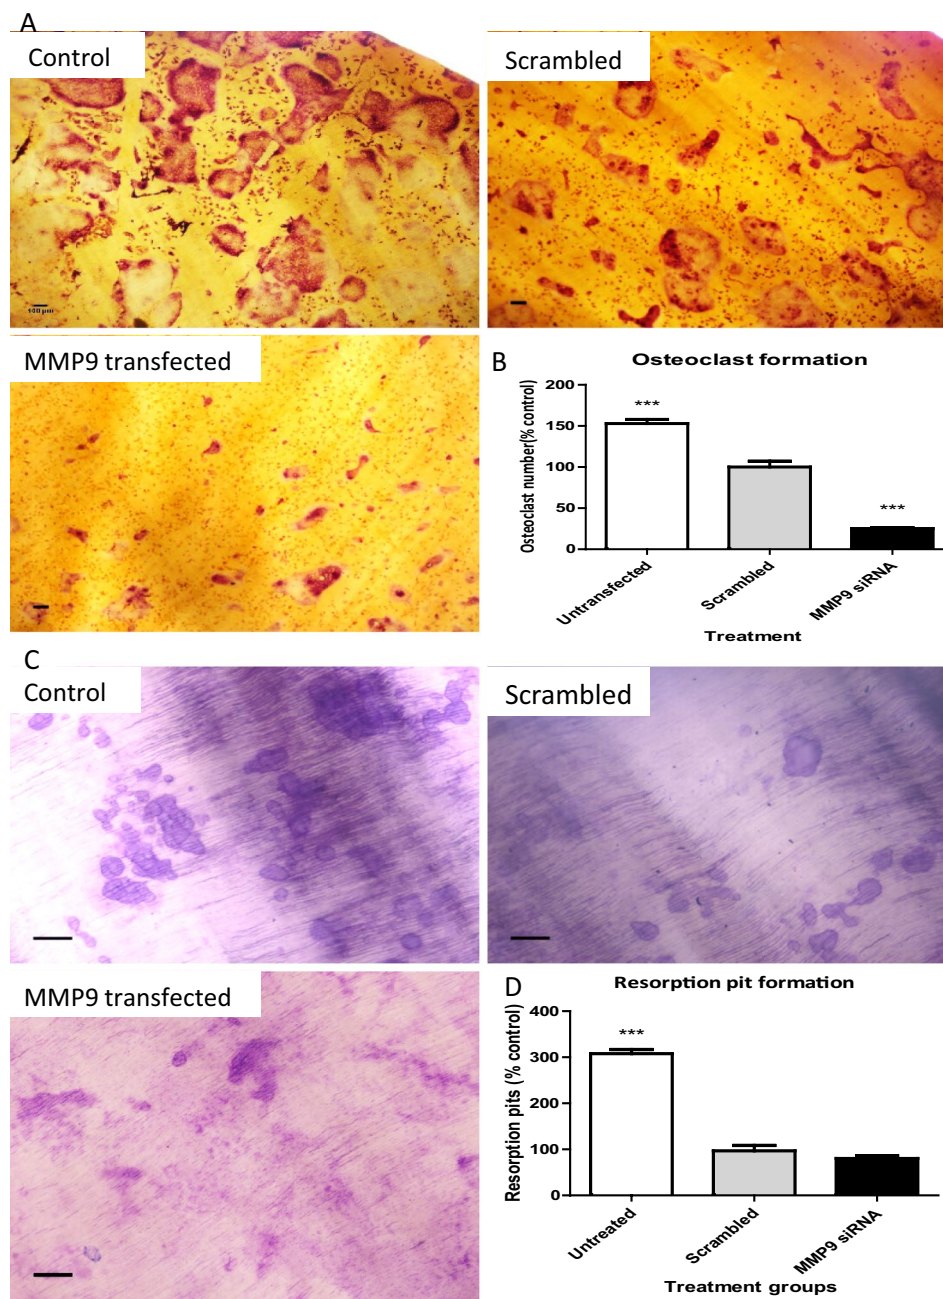 A
Control
Scrambled
100 µm
MMP9 transfected
B
Osteoclast formation
Osteoclast number(% control)
200
150
100
50
0
***
***
Untransfected
Scrambled
MMP9 siRNA
Treatment
C
Control
Scrambled
MMP9 transfected
D
Resorption pit formation
Resorption pits (% control)
400
300
200
100
0
***
Untreated
Scrambled
MMP9 siRNA
Treatment groups